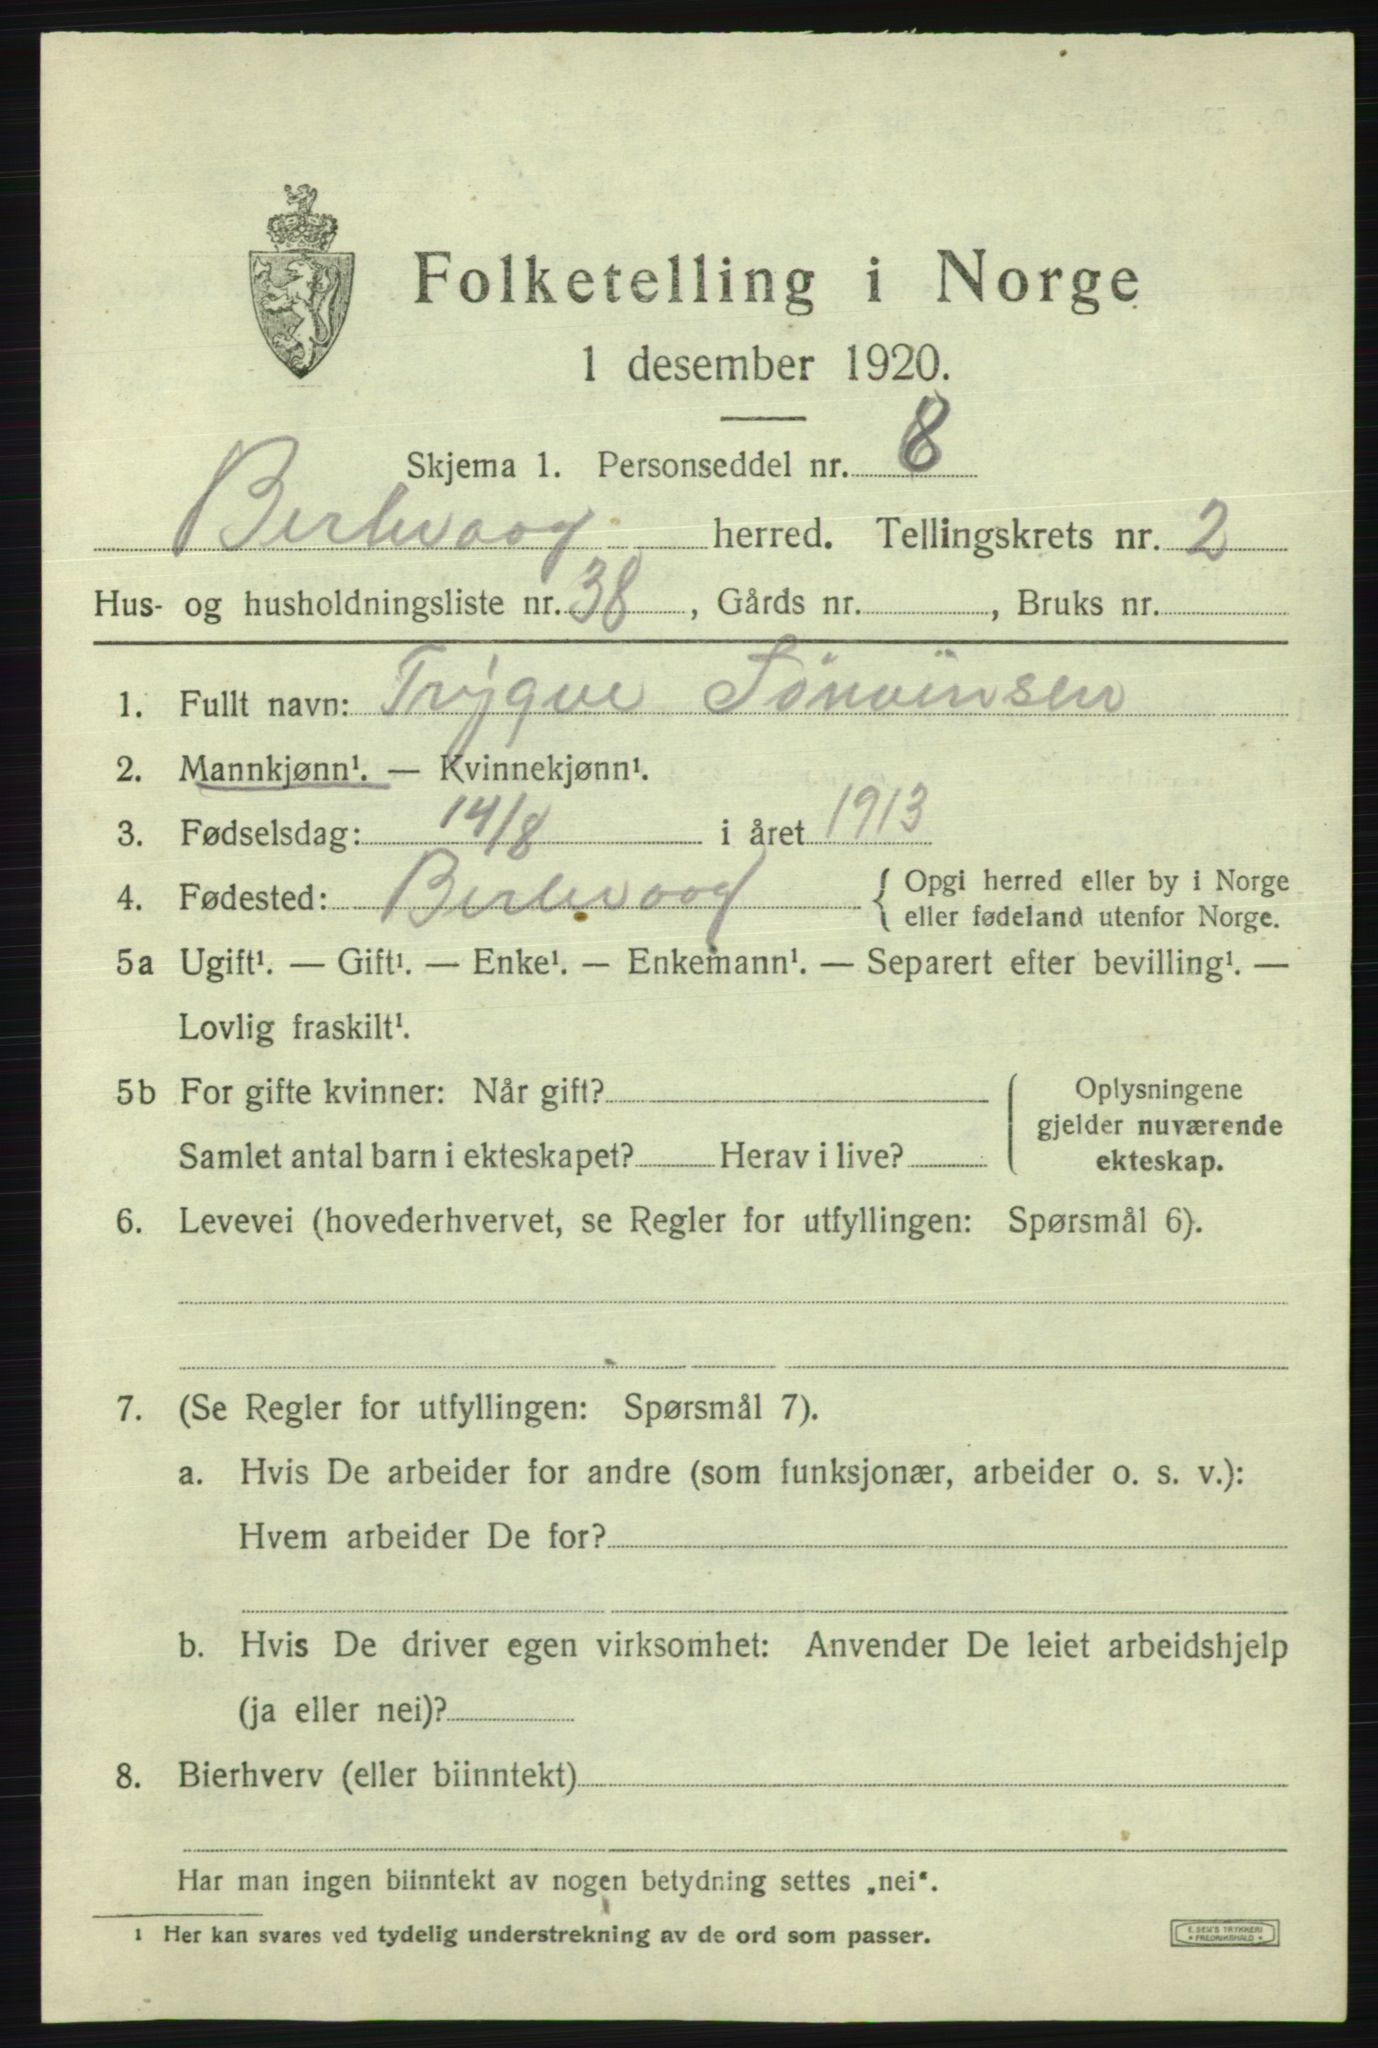 Folketelling i Norge
1 desember 1920.
Skjema 1. Personseddel nr. 8
Berlevaag herred. Tellingskrets nr. 2
Hus- og husholdningsliste nr. 38, Gårds nr. , Bruks nr.
1. Fullt navn: Trygve
2. Mannkjønn¹. — Kvinnekjønn¹.
3. Fødselsdag: 14/8 i året 1913
4. Fødested: Berlevaag { Opgi herred eller by i Norge
eller fødeland utenfor Norge.
5a Ugift¹. — Gift¹. — Enke¹. — Enkemann¹. — Separert efter bevilling¹. —
Lovlig fraskilt¹.
5b For gifte kvinner: Når gift?
Samlet antal barn i ekteskapet? Herav i live?
Oplysningene
gjelder nuværende
ekteskap.
6. Levevei (hovederhvervet, se Regler for utfyllingen: Spørsmål 6).
7. (Se Regler for utfyllingen: Spørsmål 7).
a. Hvis De arbeider for andre (som funksjonær, arbeider o. s. v.):
Hvem arbeider De for?
b. Hvis De driver egen virksomhet: Anvender De leiet arbeidshjelp
(ja eller nei)?
8. Bierhverv (eller biinntekt)
Har man ingen biinntekt av nogen betydning settes „nei“.
1 Her kan svares ved tydelig understrekning av de ord som passer.
E. SEM'S TRYKKERI
FREDRIKSHALD